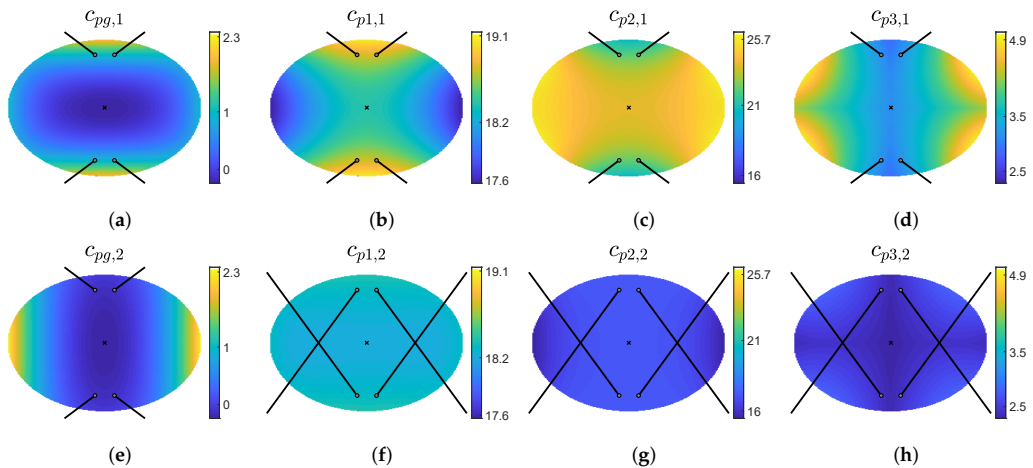 c_{pg,1} c_{p1,1} c_{p2,1} c_{p3,1}
2.3 19.1 25.7 4.9
1 18.2 21 3.5
0 17.6 16 2.5
(a) (b) (c) (d)
c_{pg,2} c_{p1,2} c_{p2,2} c_{p3,2}
2.3 19.1 25.7 4.9
1 18.2 21 3.5
0 17.6 16 2.5
(e) (f) (g) (h)